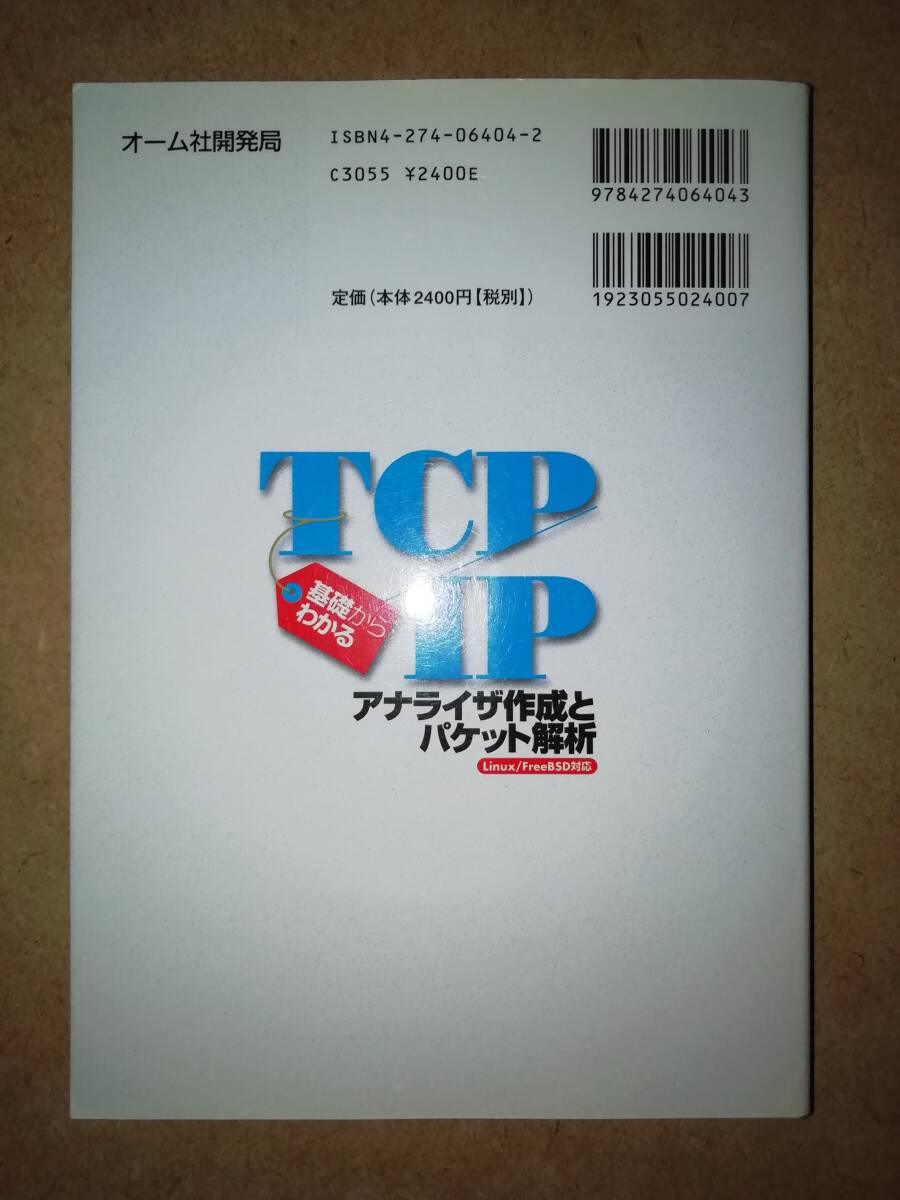 オーム社開発局
ISBN4-274-06404-2
C3055 ¥2400E
9784274064043
1923055024007
定価(本体2400円【税別】)
TCP/
IP
基礎から
わかる
アナライザ作成と
パケット解析
Linux/FreeBSD対応